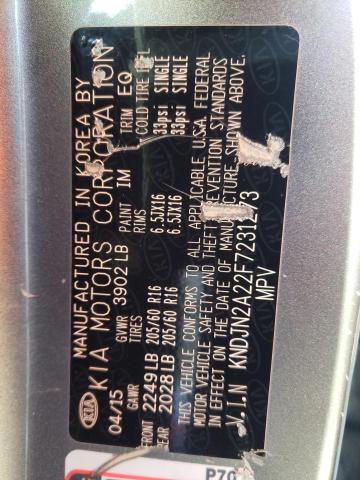 MANUFACTURED IN KOREA BY
KIA KIA MOTORS CORPORATION
04/15 GVWR 3902 LB PAINT IM TRIM EQ
GAWR TIRES RIMS COLD TIRE
FRONT 2249 LB 205/60 R16 6.5JX16 33psi SINGLE
REAR 2028 LB 205/60 R16 6.5JX16 33psi SINGLE
THIS VEHICLE CONFORMS TO ALL APPLICABLE U.S.A. FEDERAL
MOTOR VEHICLE SAFETY AND THEFT PREVENTION STANDARDS
IN EFFECT ON THE DATE OF MANUFACTURE SHOWN ABOVE.
V.I.N KNDJN2A22F7231273
MPV
P70